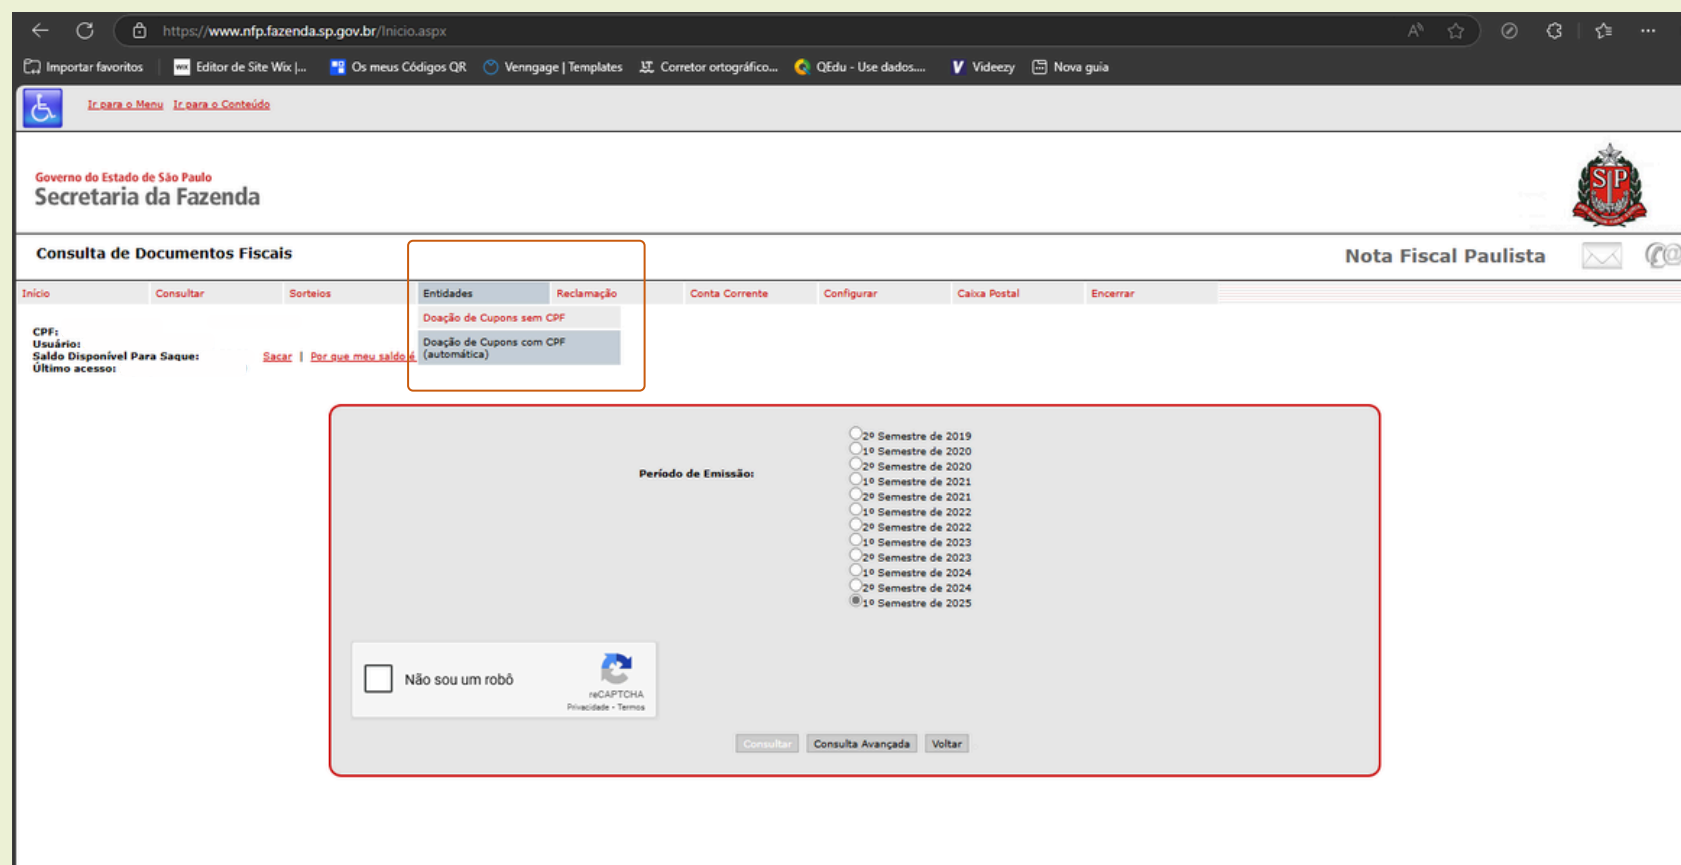 https://www.nfp.fazenda.sp.gov.br/Inicio.aspx
Importar favoritos
WIX Editor de Site Wix |...
Os meus Códigos QR
Venngage | Templates
Corretor ortográfico...
QEdu - Use dados....
Videezy
Nova guia
Ir para o Menu Ir para o Conteúdo
Governo do Estado de São Paulo
Secretaria da Fazenda
SP
Consulta de Documentos Fiscais
Nota Fiscal Paulista
Início Consultar Sorteios Entidades Reclamação Conta Corrente Configurar Caixa Postal Encerrar
Doação de Cupons sem CPF
Doação de Cupons com CPF
(automática)
CPF:
Usuário:
Saldo Disponível Para Saque: Sacar | Por que meu saldo é
Último acesso:
Período de Emissão:
2º Semestre de 2019
1º Semestre de 2020
2º Semestre de 2020
1º Semestre de 2021
2º Semestre de 2021
1º Semestre de 2022
2º Semestre de 2022
1º Semestre de 2023
2º Semestre de 2023
1º Semestre de 2024
2º Semestre de 2024
1º Semestre de 2025
Não sou um robô
reCAPTCHA
Privacidade - Termos
Consultar Consulta Avançada Voltar